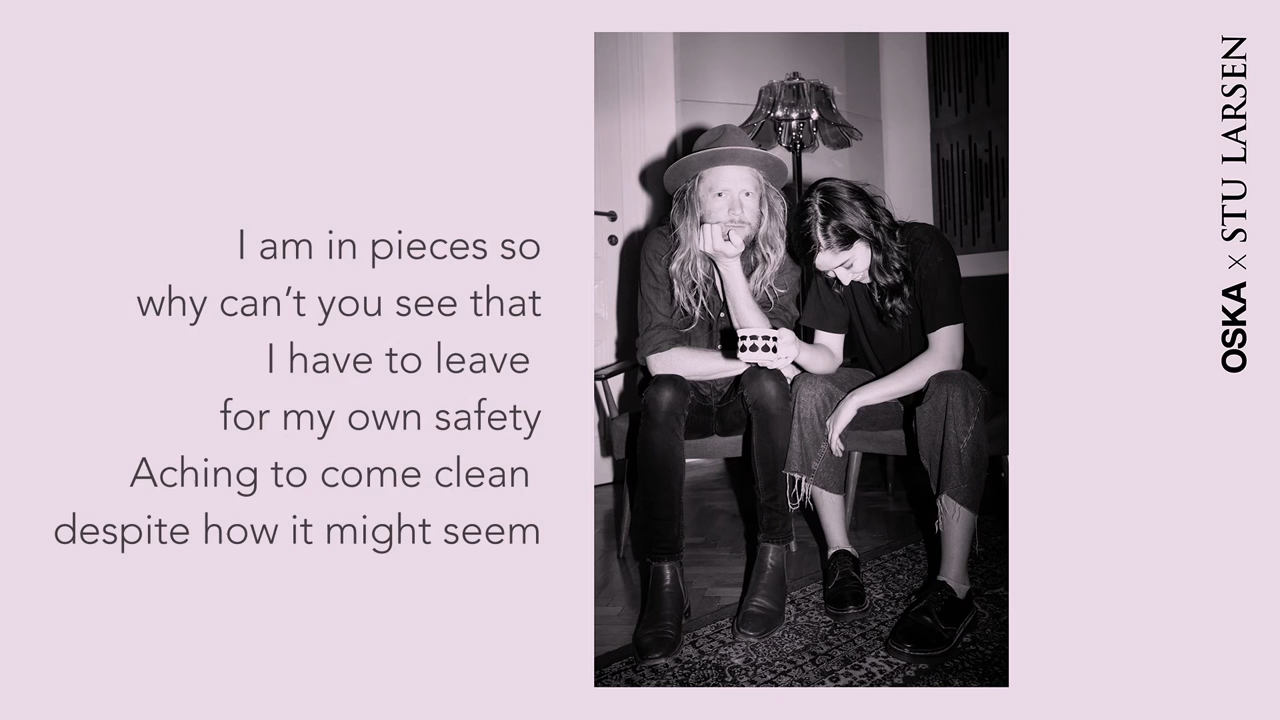 I am in pieces so
why can’t you see that
I have to leave
for my own safety
Aching to come clean
despite how it might seem
OSKA x STU LARSEN